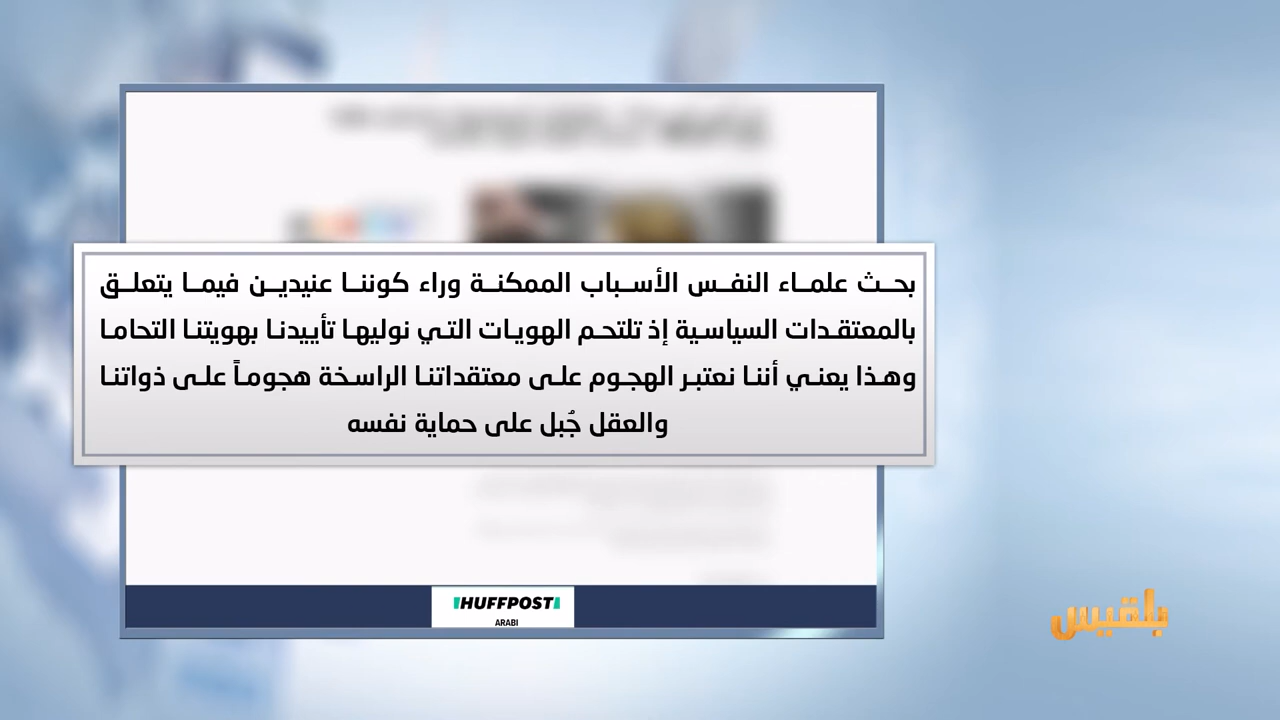 بحث علماء النفس الأسباب الممكنة وراء كوننا عنيدين فيما يتعلق
بالمعتقدات السياسية إذ تلتحم الهويات التي نوليها تأييدنا بهويتنا التحاما
وهذا يعني أننا نعتبر الهجوم على معتقداتنا الراسخة هجوماً على ذواتنا
والعقل جُبل على حماية نفسه
HUFFPOST
ARABI
بلقيس